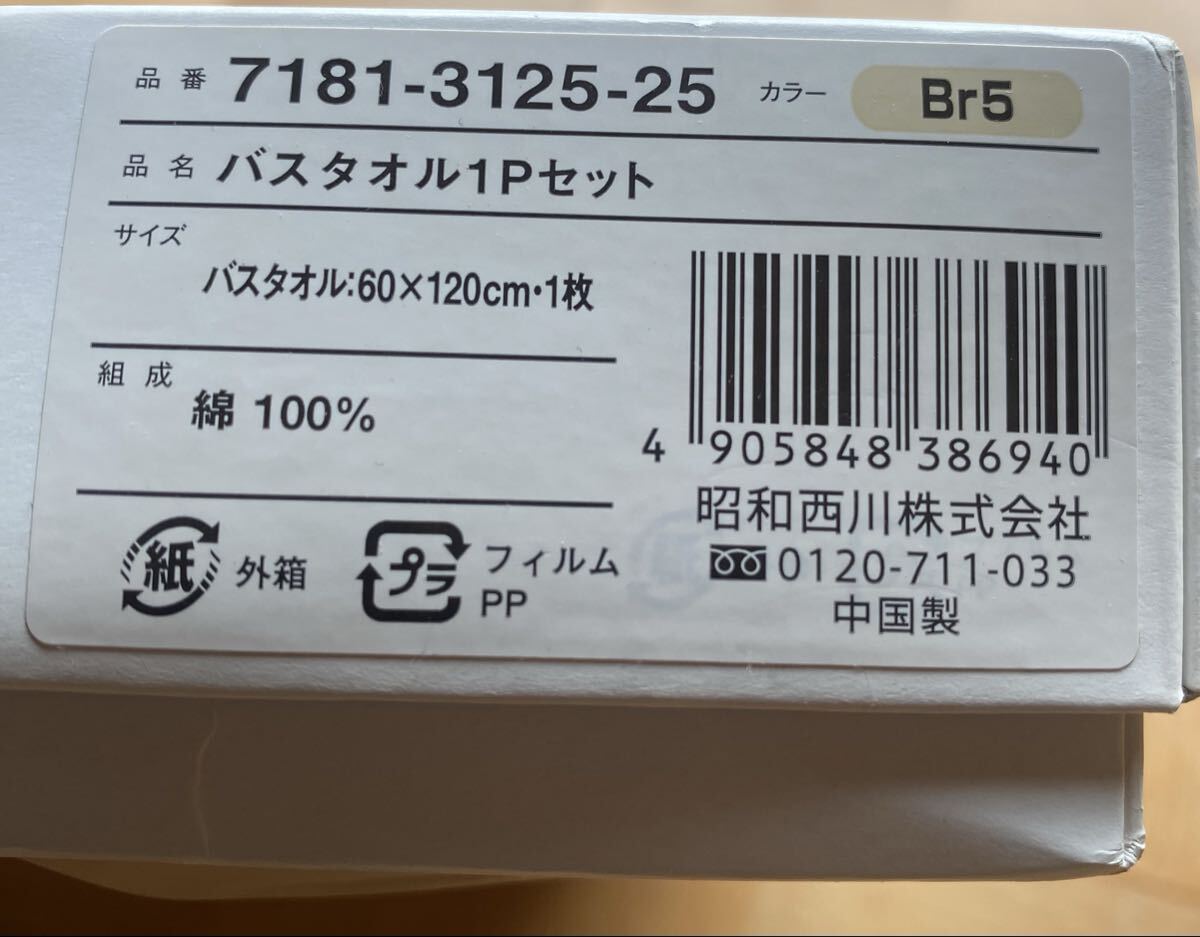 品番 7181-3125-25 カラー Br5
品名 バスタオル1Pセット
サイズ
バスタオル:60×120cm・1枚
組成
綿 100%
4 905848 386940
昭和西川株式会社
0120-711-033
中国製
紙 外箱
プラ フィルム
PP